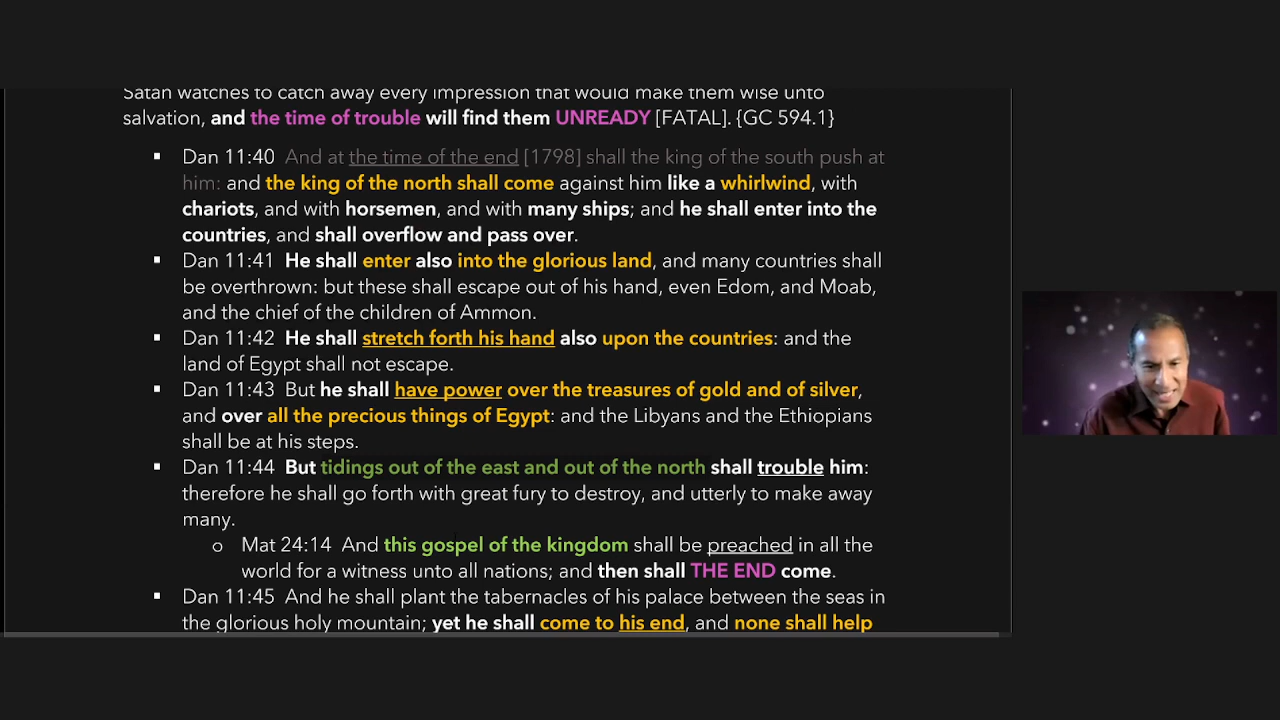 Satan watches to catch away every impression that would make them wise unto
salvation, and the time of trouble will find them UNREADY [FATAL]. {GC 594.1}
▪ Dan 11:40 And at the time of the end [1798] shall the king of the south push at
him: and the king of the north shall come against him like a whirlwind, with
chariots, and with horsemen, and with many ships; and he shall enter into the
countries, and shall overflow and pass over.
▪ Dan 11:41 He shall enter also into the glorious land, and many countries shall
be overthrown: but these shall escape out of his hand, even Edom, and Moab,
and the chief of the children of Ammon.
▪ Dan 11:42 He shall stretch forth his hand also upon the countries: and the
land of Egypt shall not escape.
▪ Dan 11:43 But he shall have power over the treasures of gold and of silver,
and over all the precious things of Egypt: and the Libyans and the Ethiopians
shall be at his steps.
▪ Dan 11:44 But tidings out of the east and out of the north shall trouble him:
therefore he shall go forth with great fury to destroy, and utterly to make away
many.
o Mat 24:14 And this gospel of the kingdom shall be preached in all the
world for a witness unto all nations; and then shall THE END come.
▪ Dan 11:45 And he shall plant the tabernacles of his palace between the seas in
the glorious holy mountain; yet he shall come to his end, and none shall help